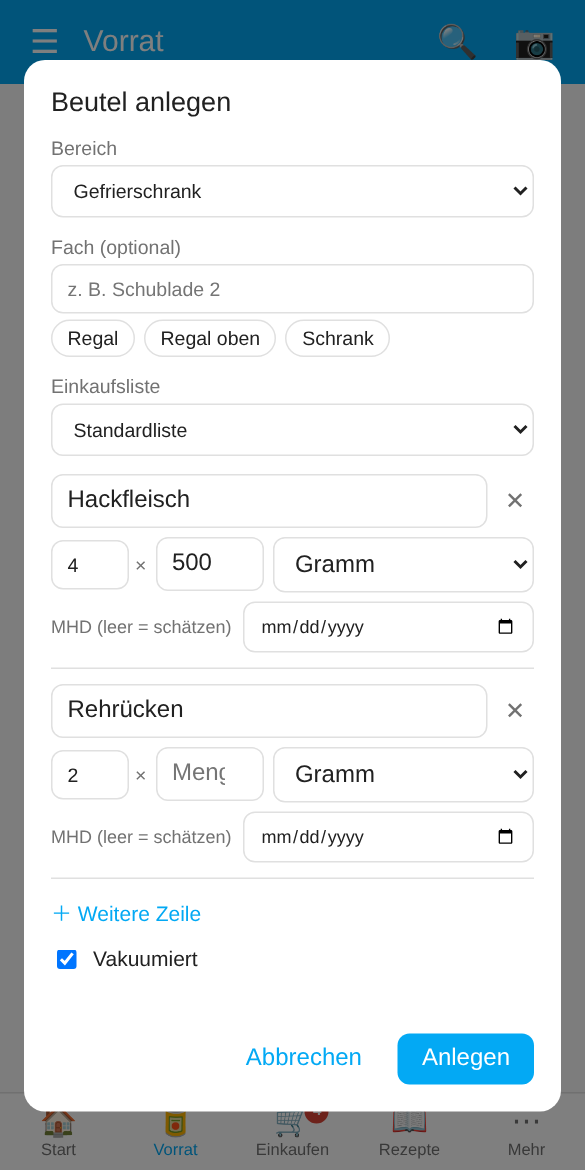 ☰ Vorrat
Beutel anlegen
Bereich
Gefrierschrank
Fach (optional)
z. B. Schublade 2
Regal Regal oben Schrank
Einkaufsliste
Standardliste
Hackfleisch ✕
4 × 500 Gramm
MHD (leer = schätzen) mm/dd/yyyy
Rehrücken ✕
2 × Meng Gramm
MHD (leer = schätzen) mm/dd/yyyy
+ Weitere Zeile
Vakuumiert
Abbrechen Anlegen
Start Vorrat Einkaufen Rezepte Mehr